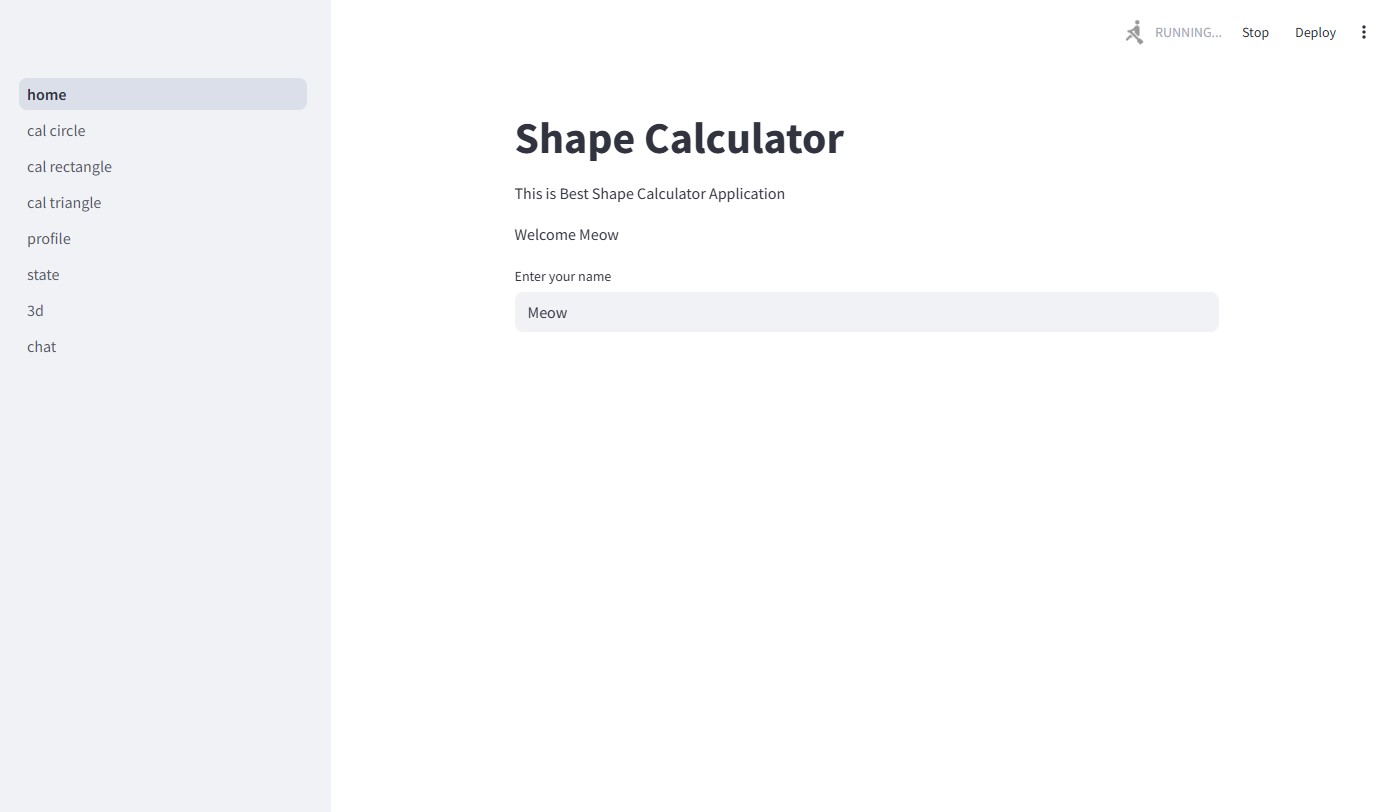 RUNNING...
Stop
Deploy
home
cal circle
cal rectangle
cal triangle
profile
state
3d
chat
Shape Calculator
This is Best Shape Calculator Application
Welcome Meow
Enter your name
Meow